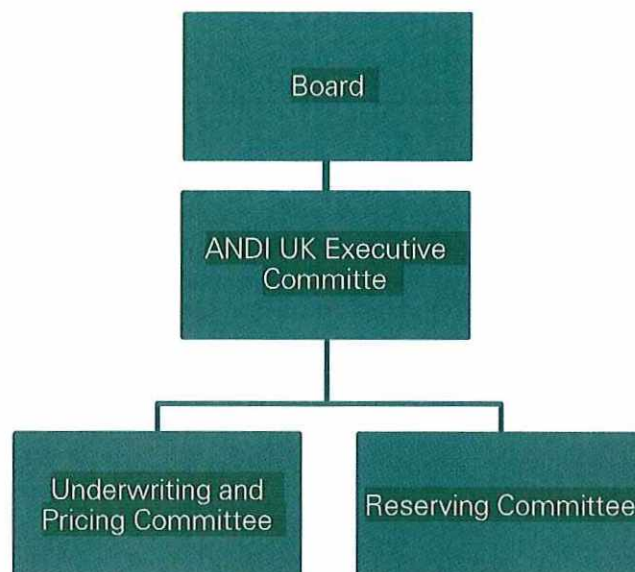 Board
ANDI UK Executive
Committe
Underwriting and
Pricing Committee
Reserving Committee